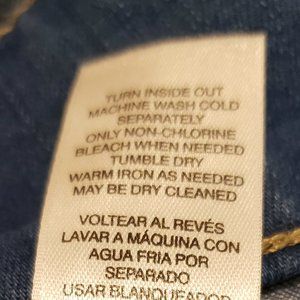 TURN INSIDE OUT
MACHINE WASH COLD
SEPARATELY
ONLY NON-CHLORINE
BLEACH WHEN NEEDED
TUMBLE DRY
WARM IRON AS NEEDED
MAY BE DRY CLEANED
VOLTEAR AL REVÉS
LAVAR A MÁQUINA CON
AGUA FRIA POR
SEPARADO
USAR BLANQUEADOR